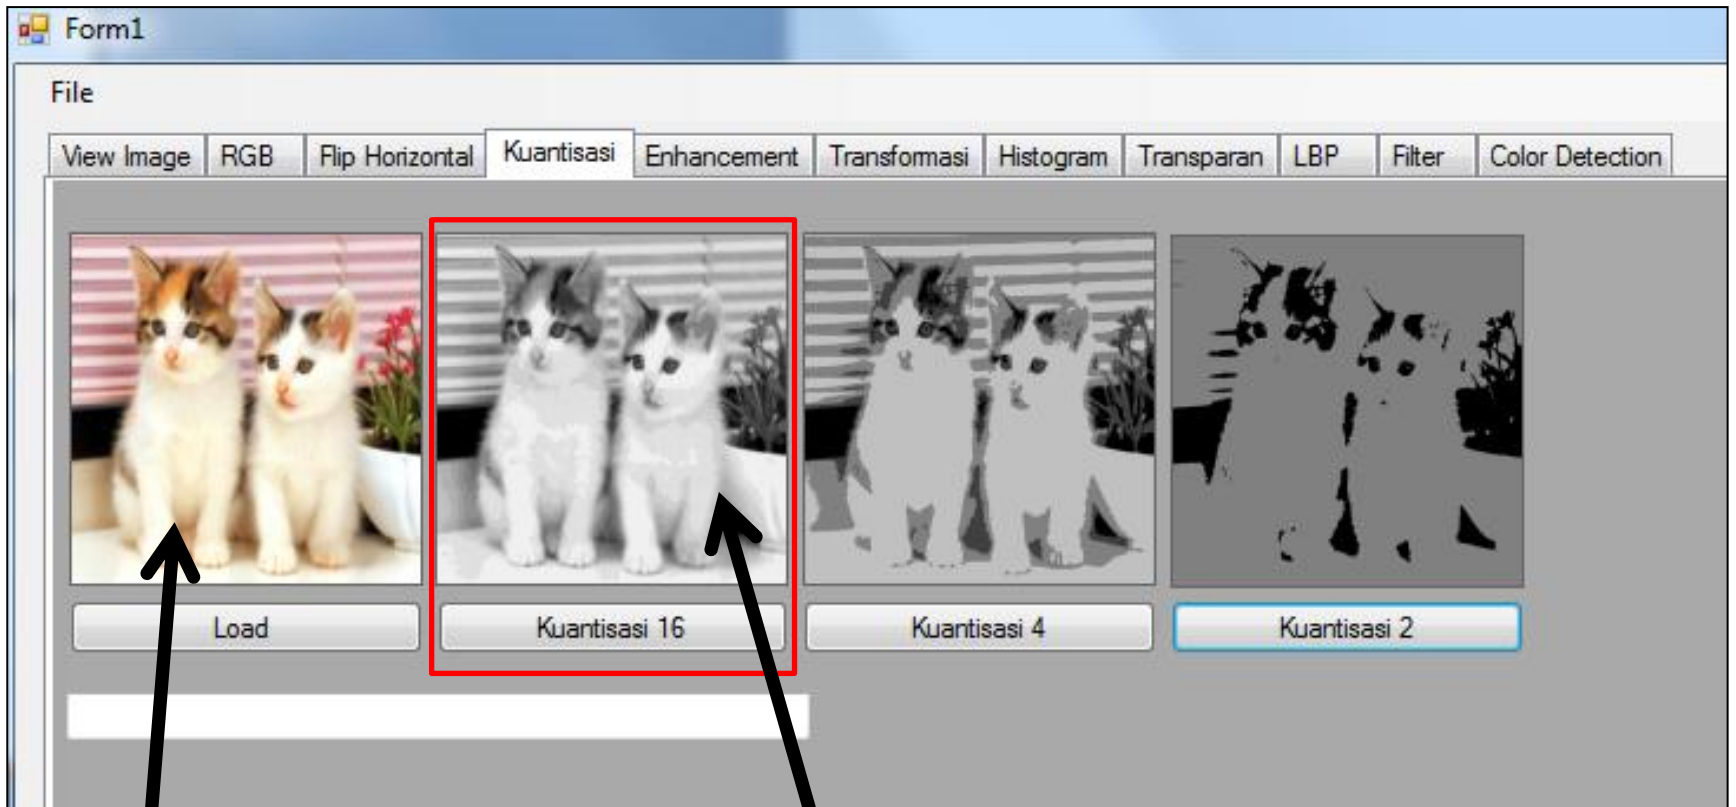 Form1
File
View Image RGB Flip Horizontal Kuantisasi Enhancement Transformasi Histogram Transparan LBP Filter Color Detection
Load Kuantisasi 16 Kuantisasi 4 Kuantisasi 2